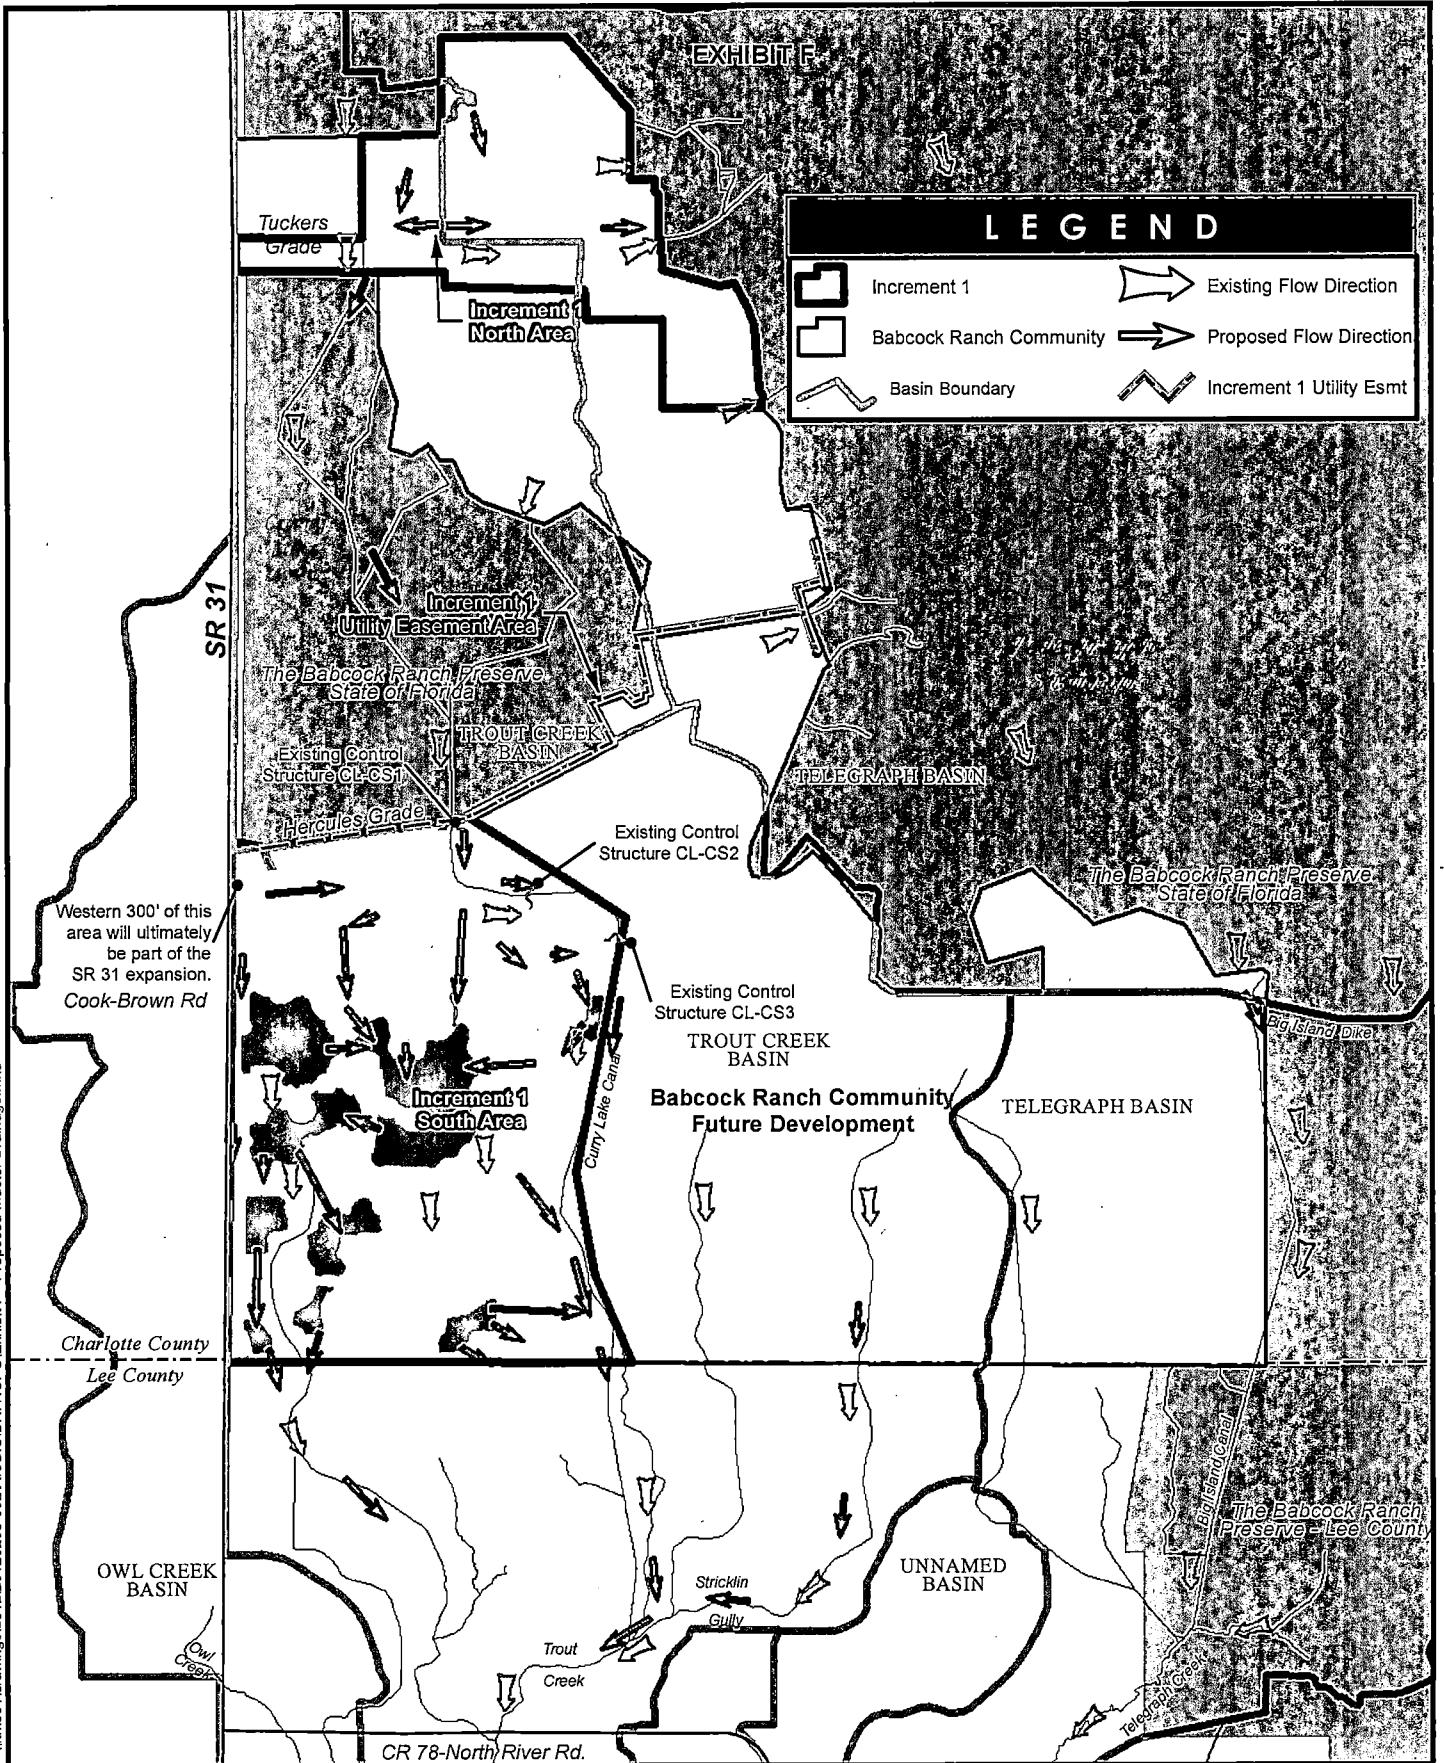 EXHIBIT F
LEGEND
Increment 1
Existing Flow Direction
Babcock Ranch Community
Proposed Flow Direction
Basin Boundary
Increment 1 Utility Esmt
Tuckers
Grade
Increment 1
North Area
SR 31
Increment 1
Utility Easement Area
The Babcock Ranch Preserve
State of Florida
TROUT CREEK
BASIN
Existing Control
Structure CL-CS1
TELEGRAPH BASIN
Hercules Grade
Existing Control
Structure CL-CS2
The Babcock Ranch Preserve
State of Florida
Western 300' of this
area will ultimately
be part of the
SR 31 expansion.
Cook-Brown Rd
Existing Control
Structure CL-CS3
Big Island Dike
TROUT CREEK
BASIN
Curry Lake Canal
Increment 1
South Area
Babcock Ranch Community
Future Development
TELEGRAPH BASIN
Charlotte County
Lee County
Big Island Canal
The Babcock Ranch
Preserve - Lee County
OWL CREEK
BASIN
UNNAMED
BASIN
Stricklin
Gully
Owl
Creek
Trout
Creek
Telegraph Creek
CR 78-North River Rd.